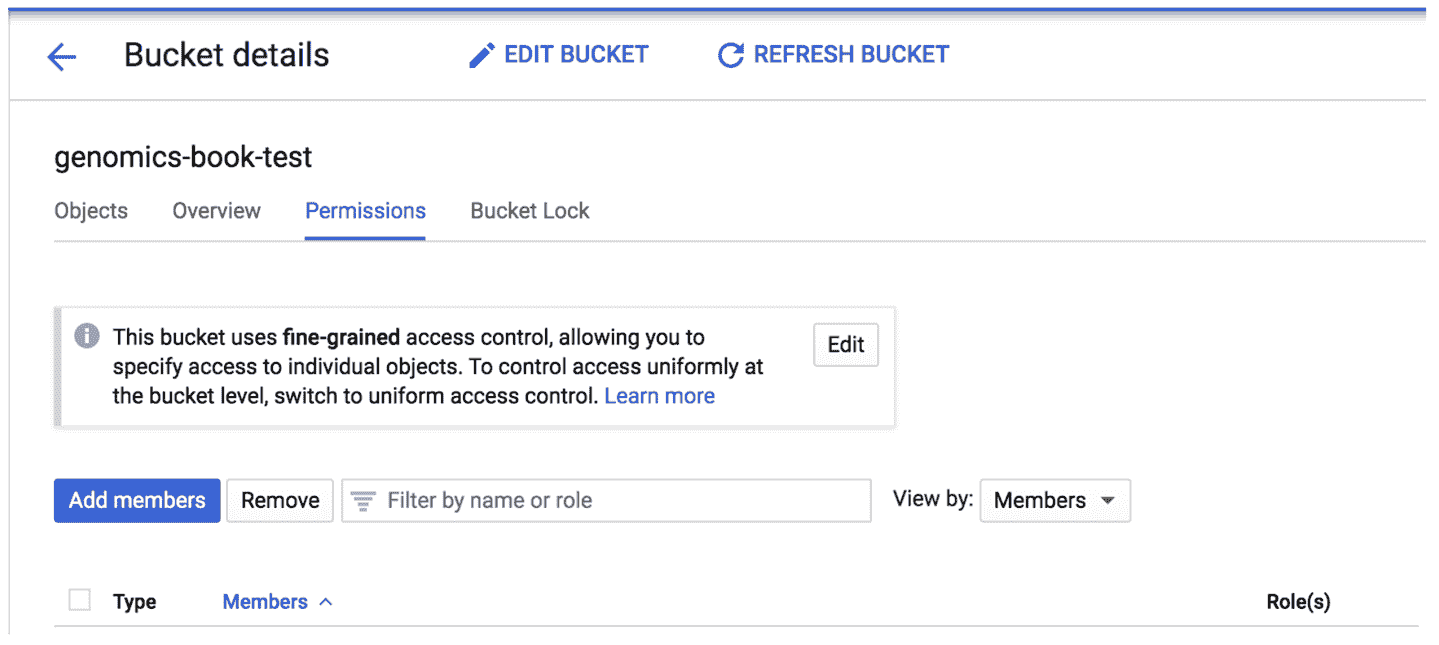 Bucket details EDIT BUCKET REFRESH BUCKET
genomics-book-test
Objects Overview Permissions Bucket Lock
This bucket uses fine-grained access control, allowing you to
specify access to individual objects. To control access uniformly at
the bucket level, switch to uniform access control. Learn more
Edit
Add members Remove Filter by name or role View by: Members
Type Members Role(s)